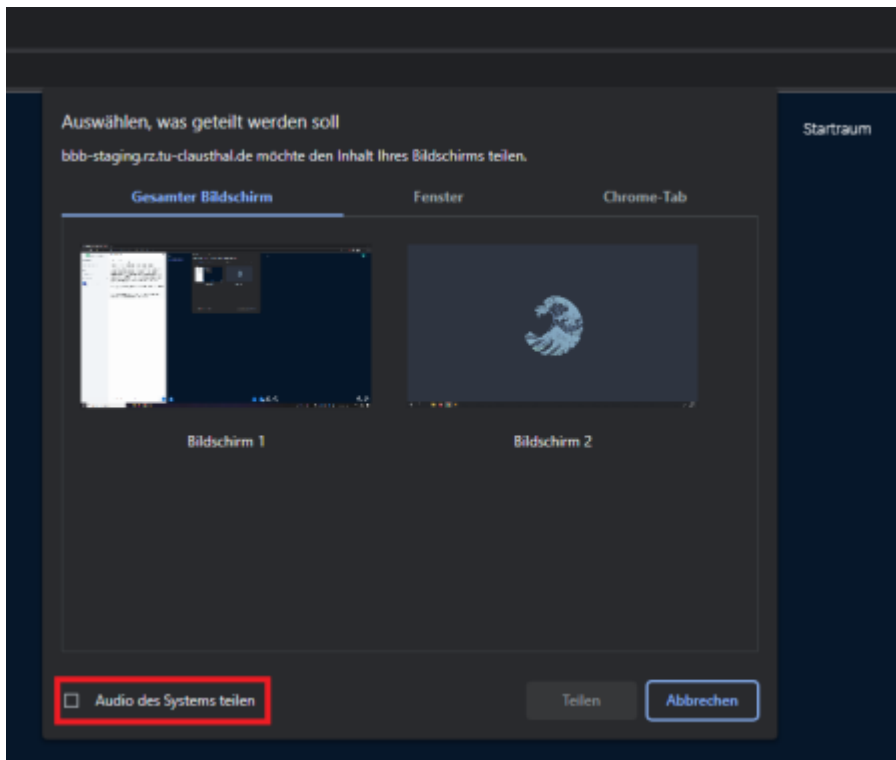 Auswählen, was geteilt werden soll
Startraum
bbb-staging.rz.tu-clausthal.de möchte den Inhalt Ihres Bildschirms teilen.
Gesamter Bildschirm
Fenster
Chrome-Tab
Bildschirm 1
Bildschirm 2
Audio des Systems teilen
Teilen
Abbrechen